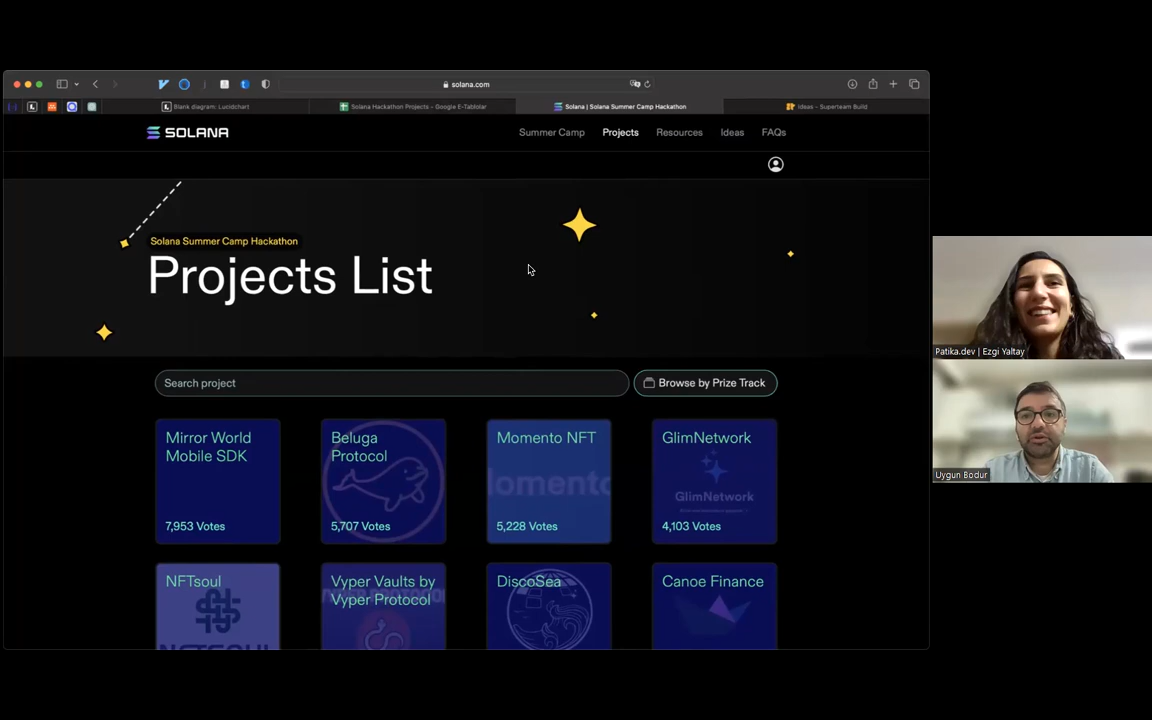 solana.com
Blank diagram: Lucidchart
Solana Hackathon Projects – Google E-Tablolar
Solana | Solana Summer Camp Hackathon
Ideas – Superteam Build
SOLANA
Summer Camp
Projects
Resources
Ideas
FAQs
Solana Summer Camp Hackathon
Projects List
Search project
Browse by Prize Track
Mirror World
Mobile SDK
7,953 Votes
Beluga
Protocol
5,707 Votes
Momento NFT
lomento
5,228 Votes
GlimNetwork
GlimNetwork
4,103 Votes
NFTsoul
NFTSOUL
Vyper Vaults by
Vyper Protocol
DiscoSea
Canoe Finance
Patika.dev | Ezgi Yaltay
Uygun Bodur